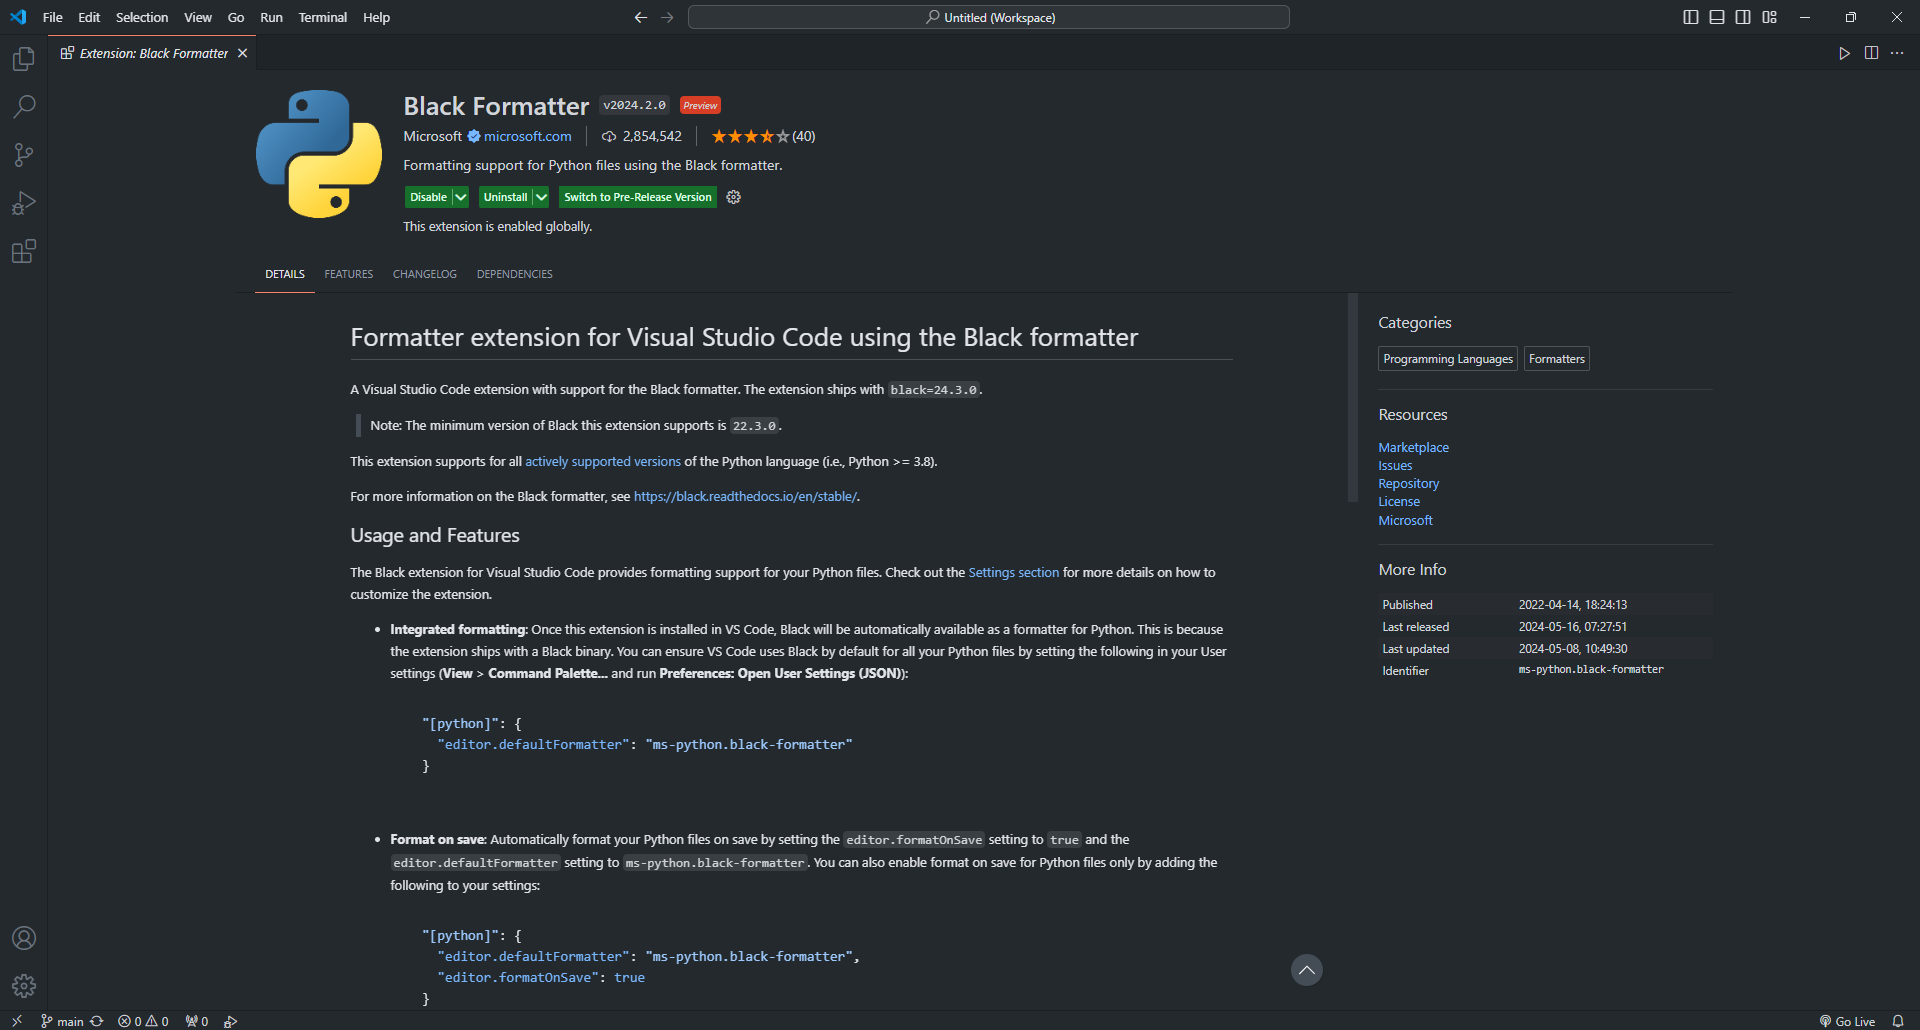 File Edit Selection View Go Run Terminal Help
Untitled (Workspace)
Extension: Black Formatter
Black Formatter v2024.2.0 Preview
Microsoft microsoft.com 2,854,542 (40)
Formatting support for Python files using the Black formatter.
Disable Uninstall Switch to Pre-Release Version
This extension is enabled globally.
DETAILS FEATURES CHANGELOG DEPENDENCIES
Formatter extension for Visual Studio Code using the Black formatter
A Visual Studio Code extension with support for the Black formatter. The extension ships with black=24.3.0.
Note: The minimum version of Black this extension supports is 22.3.0.
This extension supports for all actively supported versions of the Python language (i.e., Python >= 3.8).
For more information on the Black formatter, see https://black.readthedocs.io/en/stable/.
Usage and Features
The Black extension for Visual Studio Code provides formatting support for your Python files. Check out the Settings section for more details on how to
customize the extension.
• Integrated formatting: Once this extension is installed in VS Code, Black will be automatically available as a formatter for Python. This is because
the extension ships with a Black binary. You can ensure VS Code uses Black by default for all your Python files by setting the following in your User
settings (View > Command Palette... and run Preferences: Open User Settings (JSON)):
"[python]": {
"editor.defaultFormatter": "ms-python.black-formatter"
}
• Format on save: Automatically format your Python files on save by setting the editor.formatOnSave setting to true and the
editor.defaultFormatter setting to ms-python.black-formatter. You can also enable format on save for Python files only by adding the
following to your settings:
"[python]": {
"editor.defaultFormatter": "ms-python.black-formatter",
"editor.formatOnSave": true
}
Categories
Programming Languages Formatters
Resources
Marketplace
Issues
Repository
License
Microsoft
More Info
Published 2022-04-14, 18:24:13
Last released 2024-05-16, 07:27:51
Last updated 2024-05-08, 10:49:30
Identifier ms-python.black-formatter
main 0 0 0 Go Live